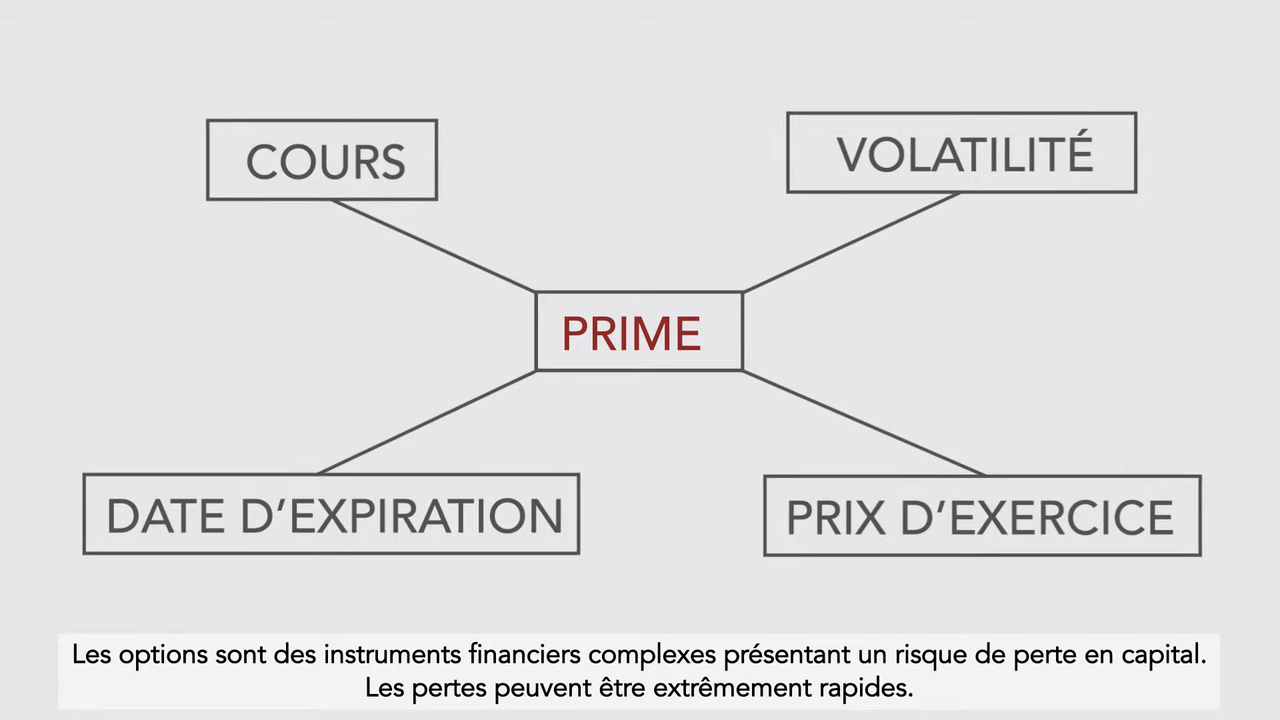 COURS
VOLATILITÉ
PRIME
DATE D’EXPIRATION
PRIX D’EXERCICE
Les options sont des instruments financiers complexes présentant un risque de perte en capital.
Les pertes peuvent être extrêmement rapides.